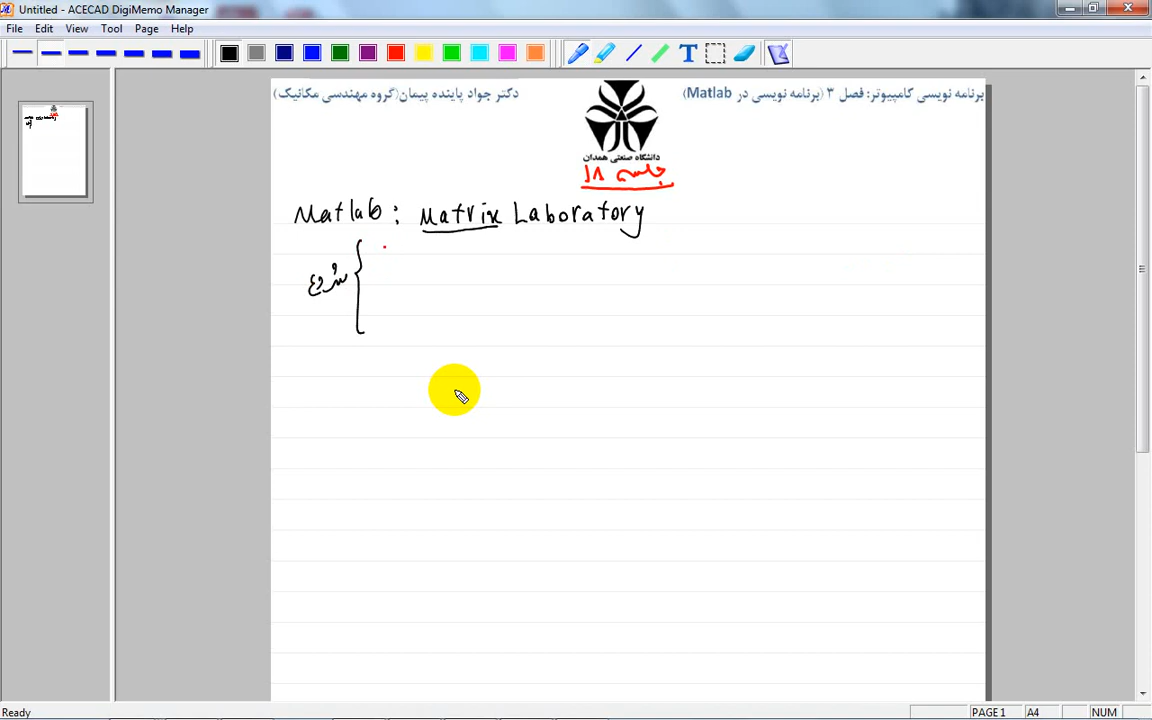 Untitled - ACECAD DigiMemo Manager
File Edit View Tool Page Help
برنامه نویسی کامپیوتر: فصل ۳ (برنامه نویسی در Matlab)
دکتر جواد پاینده پیمان(گروه مهندسی مکانیک)
دانشگاه صنعتی همدان
جلسه ۱۸
Matlab: Matrix Laboratory
شروع
Ready
PAGE 1 A4 NUM